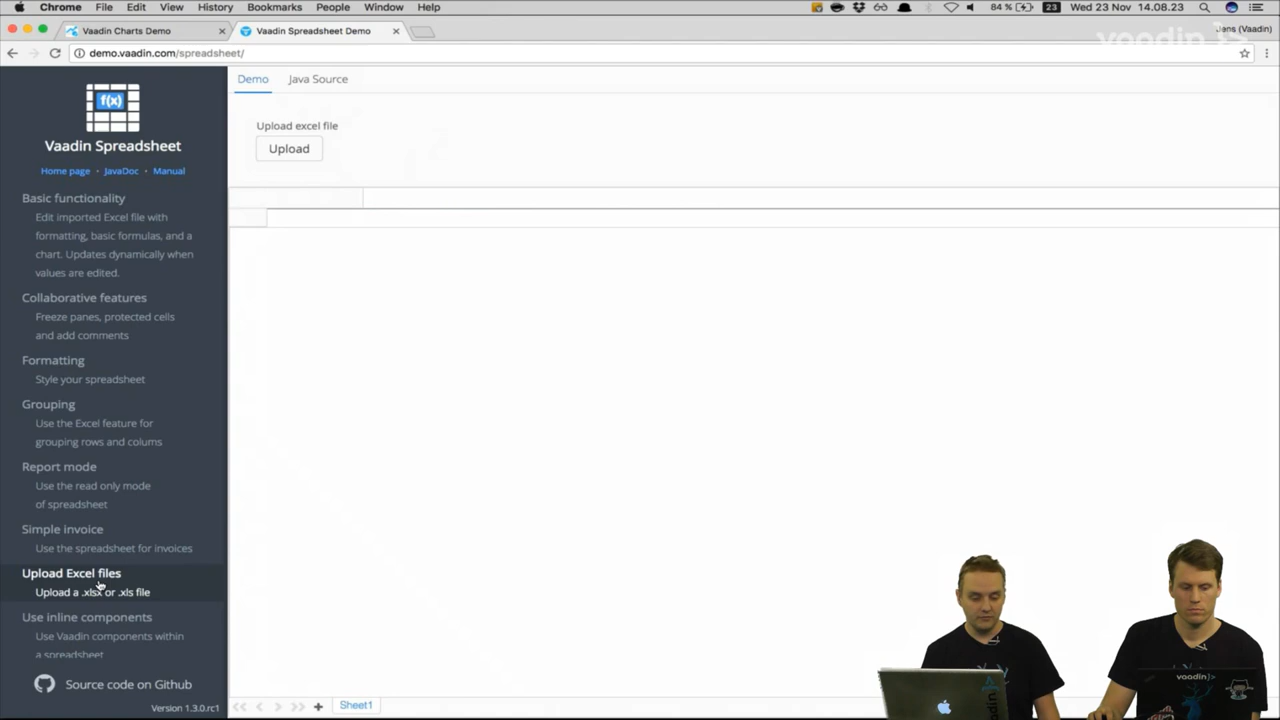 Chrome File Edit View History Bookmarks People Window Help 84 % 23 Wed 23 Nov 14.08.23
Vaadin Charts Demo Vaadin Spreadsheet Demo Jens (Vaadin)
demo.vaadin.com/spreadsheet/
vaadin}>
f(x)
Vaadin Spreadsheet
Home page · JavaDoc · Manual
Basic functionality
Edit imported Excel file with
formatting, basic formulas, and a
chart. Updates dynamically when
values are edited.
Collaborative features
Freeze panes, protected cells
and add comments
Formatting
Style your spreadsheet
Grouping
Use the Excel feature for
grouping rows and colums
Report mode
Use the read only mode
of spreadsheet
Simple invoice
Use the spreadsheet for invoices
Upload Excel files
Upload a .xlsx or .xls file
Use inline components
Use Vaadin components within
a spreadsheet
Source code on Github
Version 1.3.0.rc1
Demo Java Source
Upload excel file
Upload
Sheet1
vaadin}>